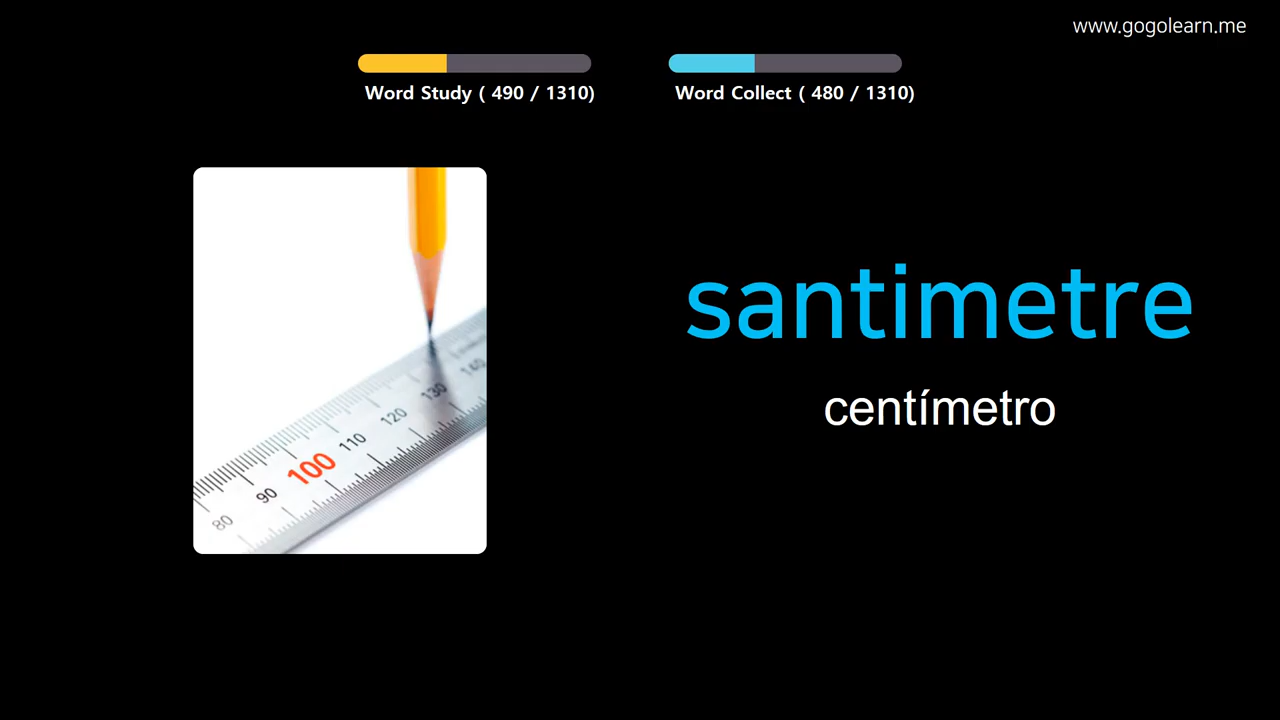 www.gogolearn.me
Word Study ( 490 / 1310)
Word Collect ( 480 / 1310)
santimetre
centímetro
80
90
100
110
120
130
140